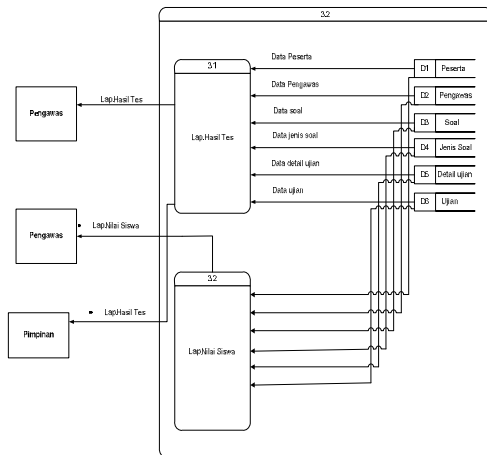 3.2
3.1
Lap.Hasil Tes
Data Peserta
D1 Peserta
Data Pengawas
D2 Pengawas
Data soal
D3 Soal
Data jenis soal
D4 Jenis Soal
Data detail ujian
D5 Detail ujian
Data ujian
D6 Ujian
Lap.Hasil Tes
Pengawas
Lap.Nilai Siswa
Pengawas
3.2
Lap.Nilai Siswa
Lap.Hasil Tes
Pimpinan